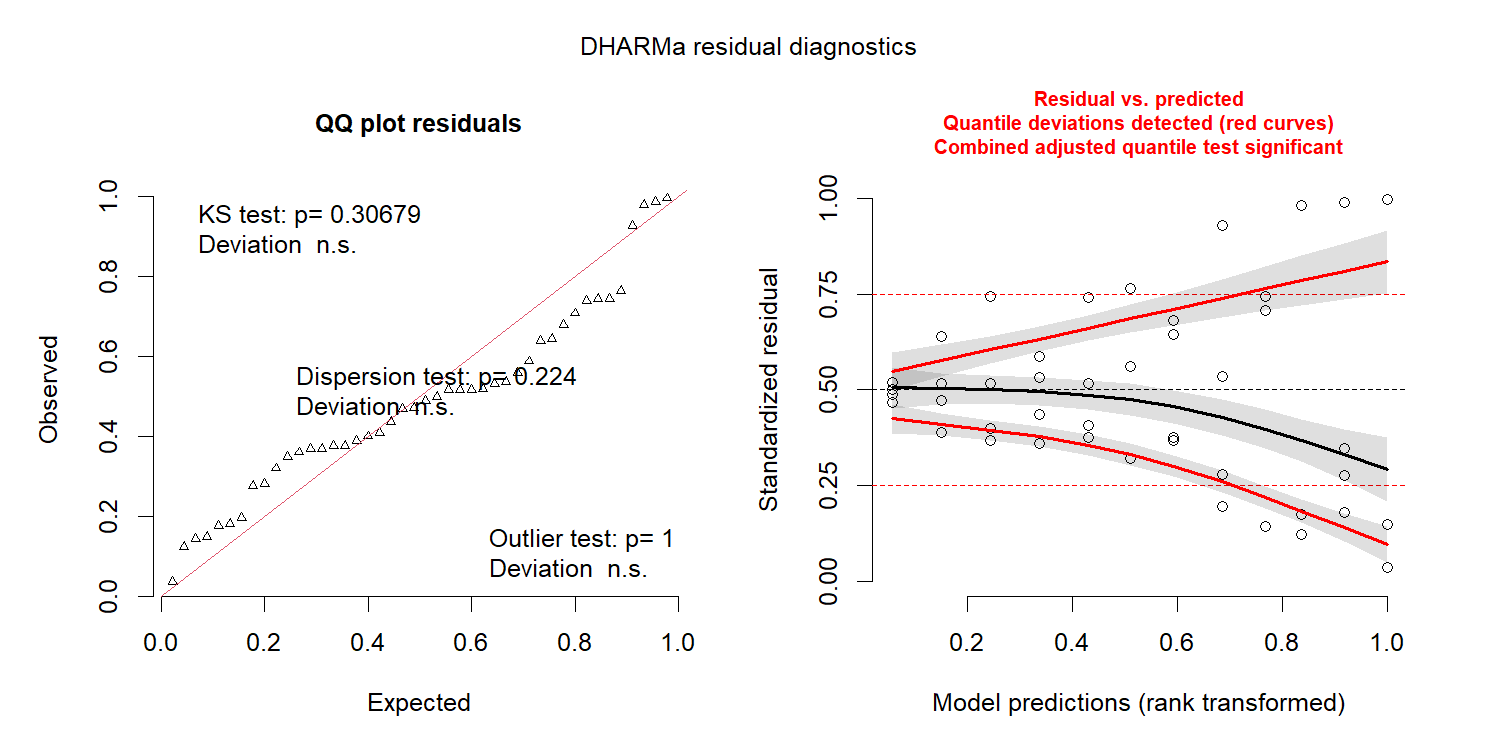 DHARMa residual diagnostics
QQ plot residuals
KS test: p= 0.30679
Deviation  n.s.
Dispersion test: p= 0.224
Deviation  n.s.
Outlier test: p= 1
Deviation  n.s.
Observed
0.0
0.2
0.4
0.6
0.8
1.0
0.0
0.2
0.4
0.6
0.8
1.0
Expected
Residual vs. predicted
Quantile deviations detected (red curves)
Combined adjusted quantile test significant
Standardized residual
0.00
0.25
0.50
0.75
1.00
0.2
0.4
0.6
0.8
1.0
Model predictions (rank transformed)